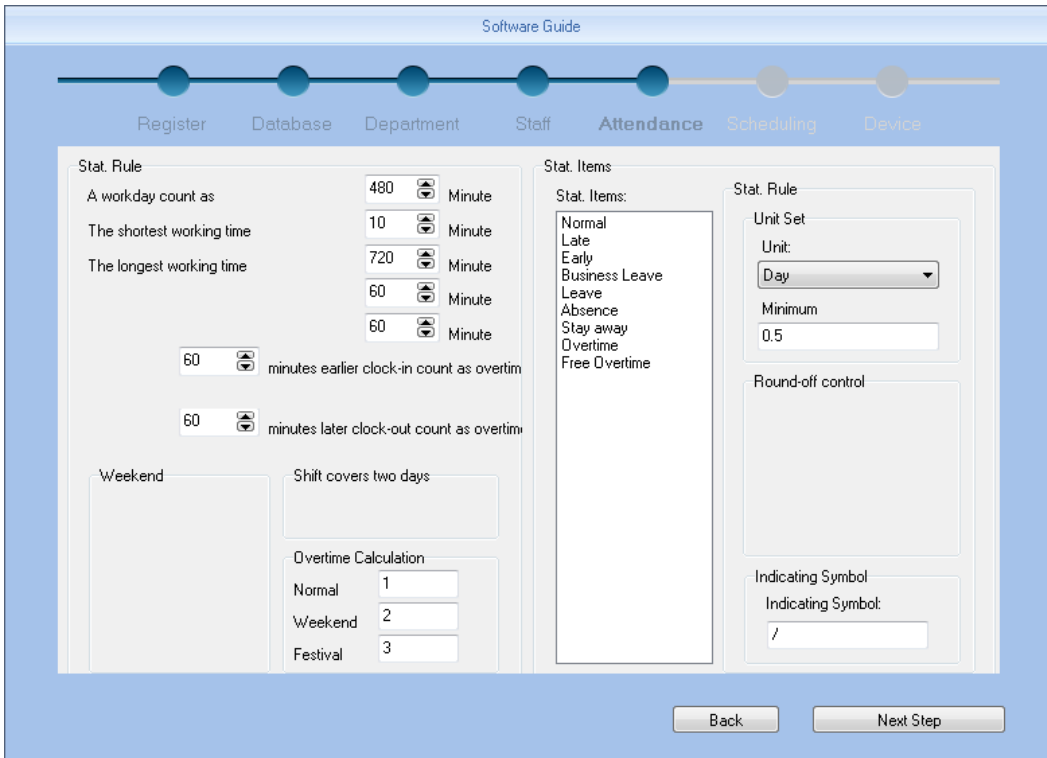 Software Guide
Register Database Department Staff Attendance Scheduling Device
Stat. Rule
A workday count as 480 Minute
The shortest working time 10 Minute
The longest working time 720 Minute
60 Minute
60 Minute
60 minutes earlier clock-in count as overtim
60 minutes later clock-out count as overtime
Weekend
Shift covers two days
Overtime Calculation
Normal 1
Weekend 2
Festival 3
Stat. Items
Stat. Items:
Normal
Late
Early
Business Leave
Leave
Absence
Stay away
Overtime
Free Overtime
Stat. Rule
Unit Set
Unit:
Day
Minimum
0.5
Round-off control
Indicating Symbol
Indicating Symbol:
/
Back
Next Step